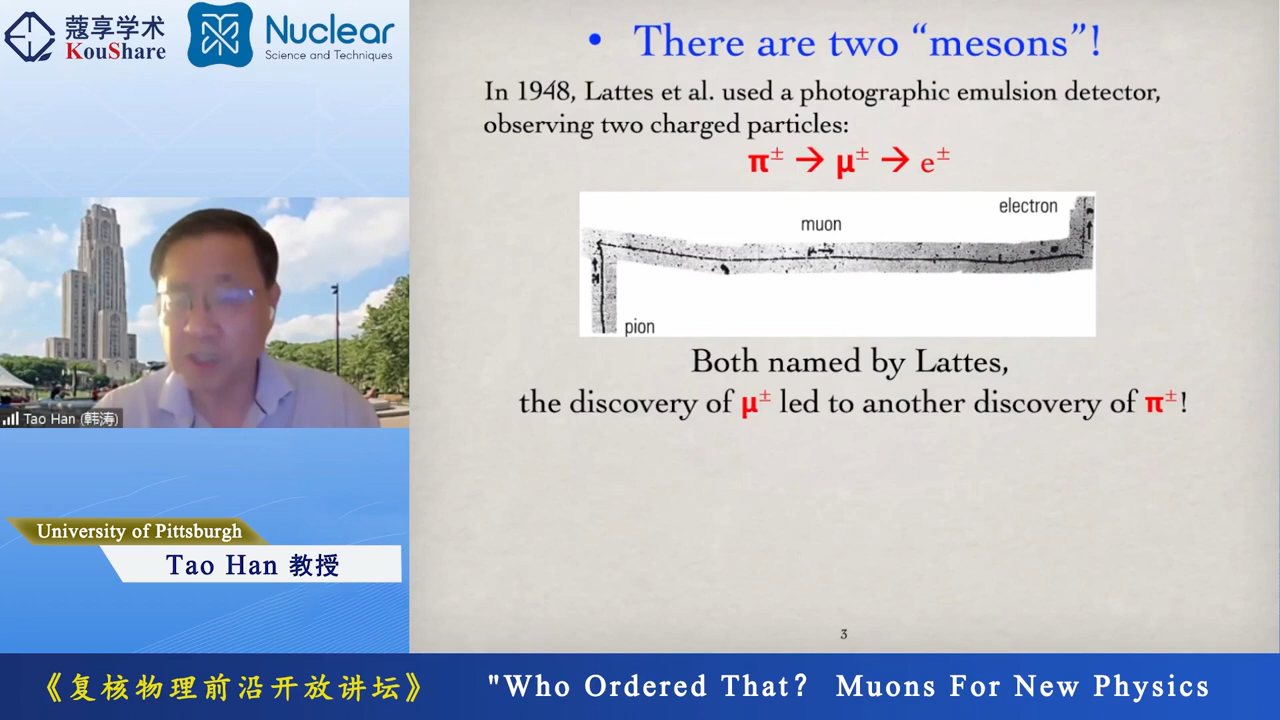 蔻享学术
KouShare
Nuclear
Science and Techniques
• There are two “mesons”!
In 1948, Lattes et al. used a photographic emulsion detector,
observing two charged particles:
π± → μ± → e±
electron
muon
μ
pion
Both named by Lattes,
the discovery of μ± led to another discovery of π±!
3
Tao Han (韩涛)
University of Pittsburgh
Tao Han 教授
《复核物理前沿开放讲坛》
"Who Ordered That? Muons For New Physics